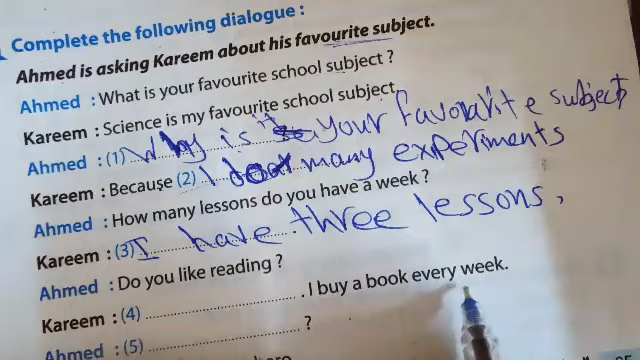 Complete the following dialogue :
Ahmed is asking Kareem about his favourite subject.
Ahmed : What is your favourite school subject ?
Kareem : Science is my favourite school subject.
Ahmed : (1) Why is it your favorarite subject
Kareem : Because (2) I do many experiments
Ahmed : How many lessons do you have a week ?
Kareem : (3) I have three lessons,
Ahmed : Do you like reading ?
Kareem : (4) . I buy a book every week.
Ahmed : (5) ?